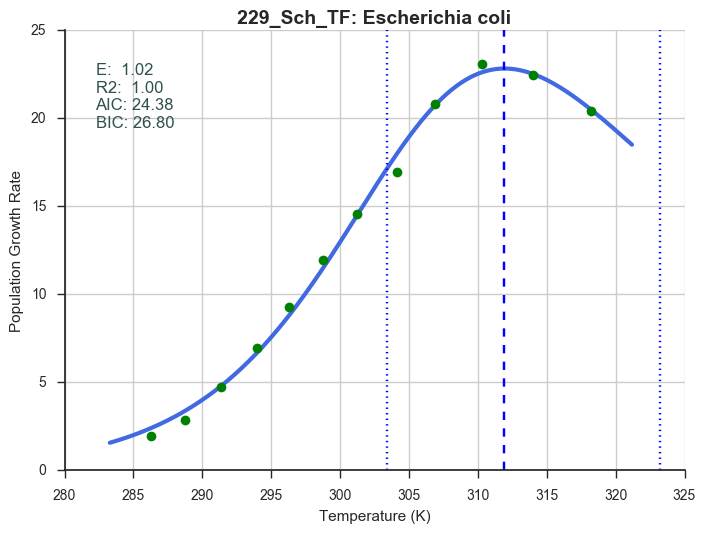 229_Sch_TF: Escherichia coli
25
E:  1.02
R2:  1.00
AIC: 24.38
BIC: 26.80
20
15
10
5
0
Population Growth Rate
280 285 290 295 300 305 310 315 320 325
Temperature (K)